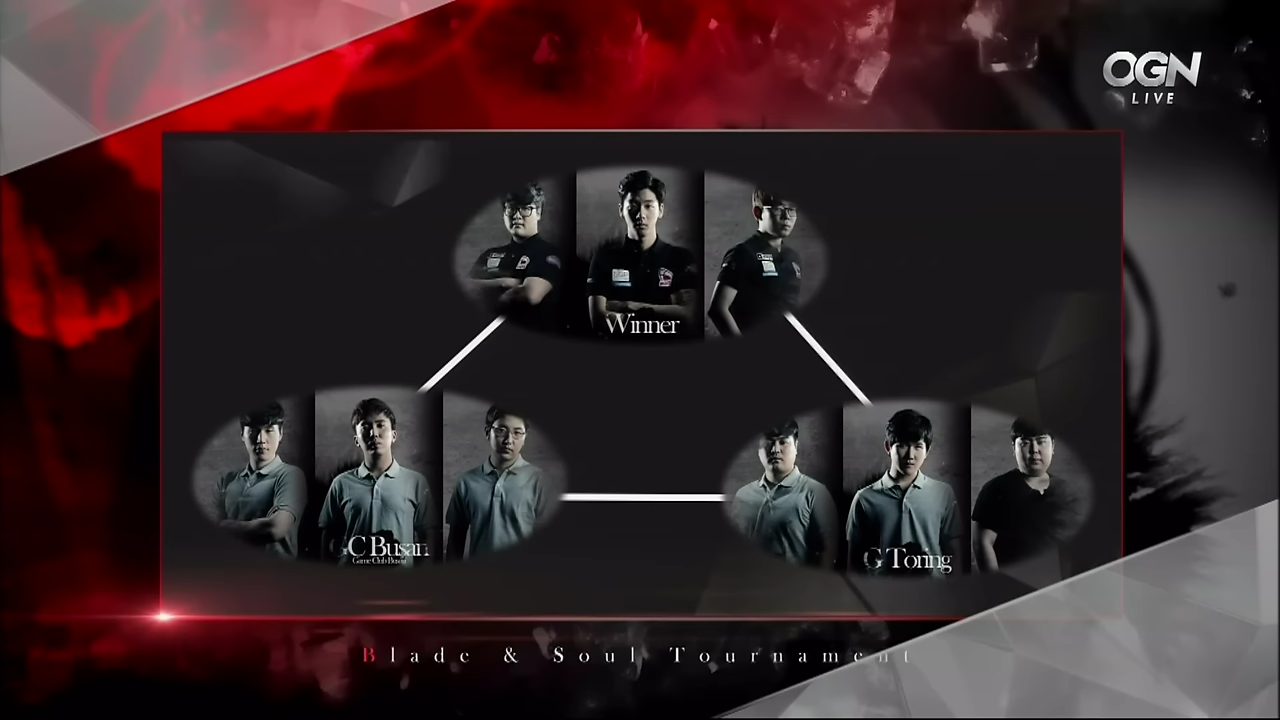 OGN
LIVE
Winner
GC Busan
Game Club Busan
G Toring
Blade & Soul Tournament